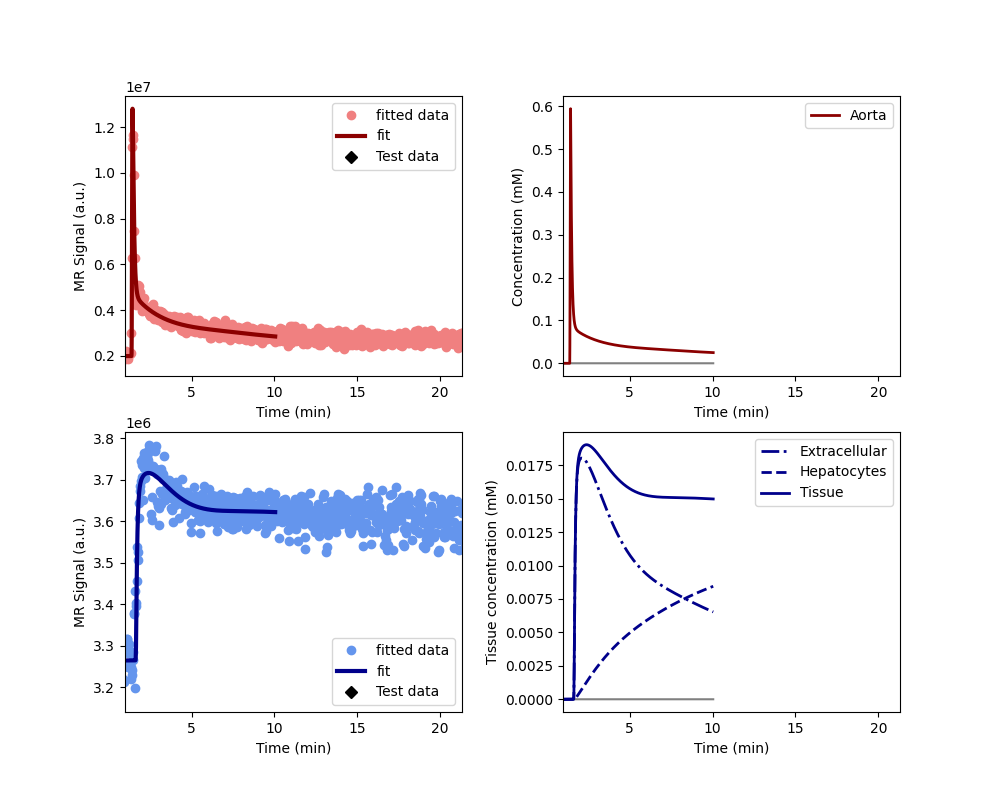 1e7
MR Signal (a.u.)
1.2
1.0
0.8
0.6
0.4
0.2
5
10
15
20
Time (min)
fitted data
fit
Test data
Concentration (mM)
0.6
0.5
0.4
0.3
0.2
0.1
0.0
5
10
15
20
Time (min)
Aorta
1e6
MR Signal (a.u.)
3.8
3.7
3.6
3.5
3.4
3.3
3.2
5
10
15
20
Time (min)
fitted data
fit
Test data
Tissue concentration (mM)
0.0175
0.0150
0.0125
0.0100
0.0075
0.0050
0.0025
0.0000
5
10
15
20
Time (min)
Extracellular
Hepatocytes
Tissue